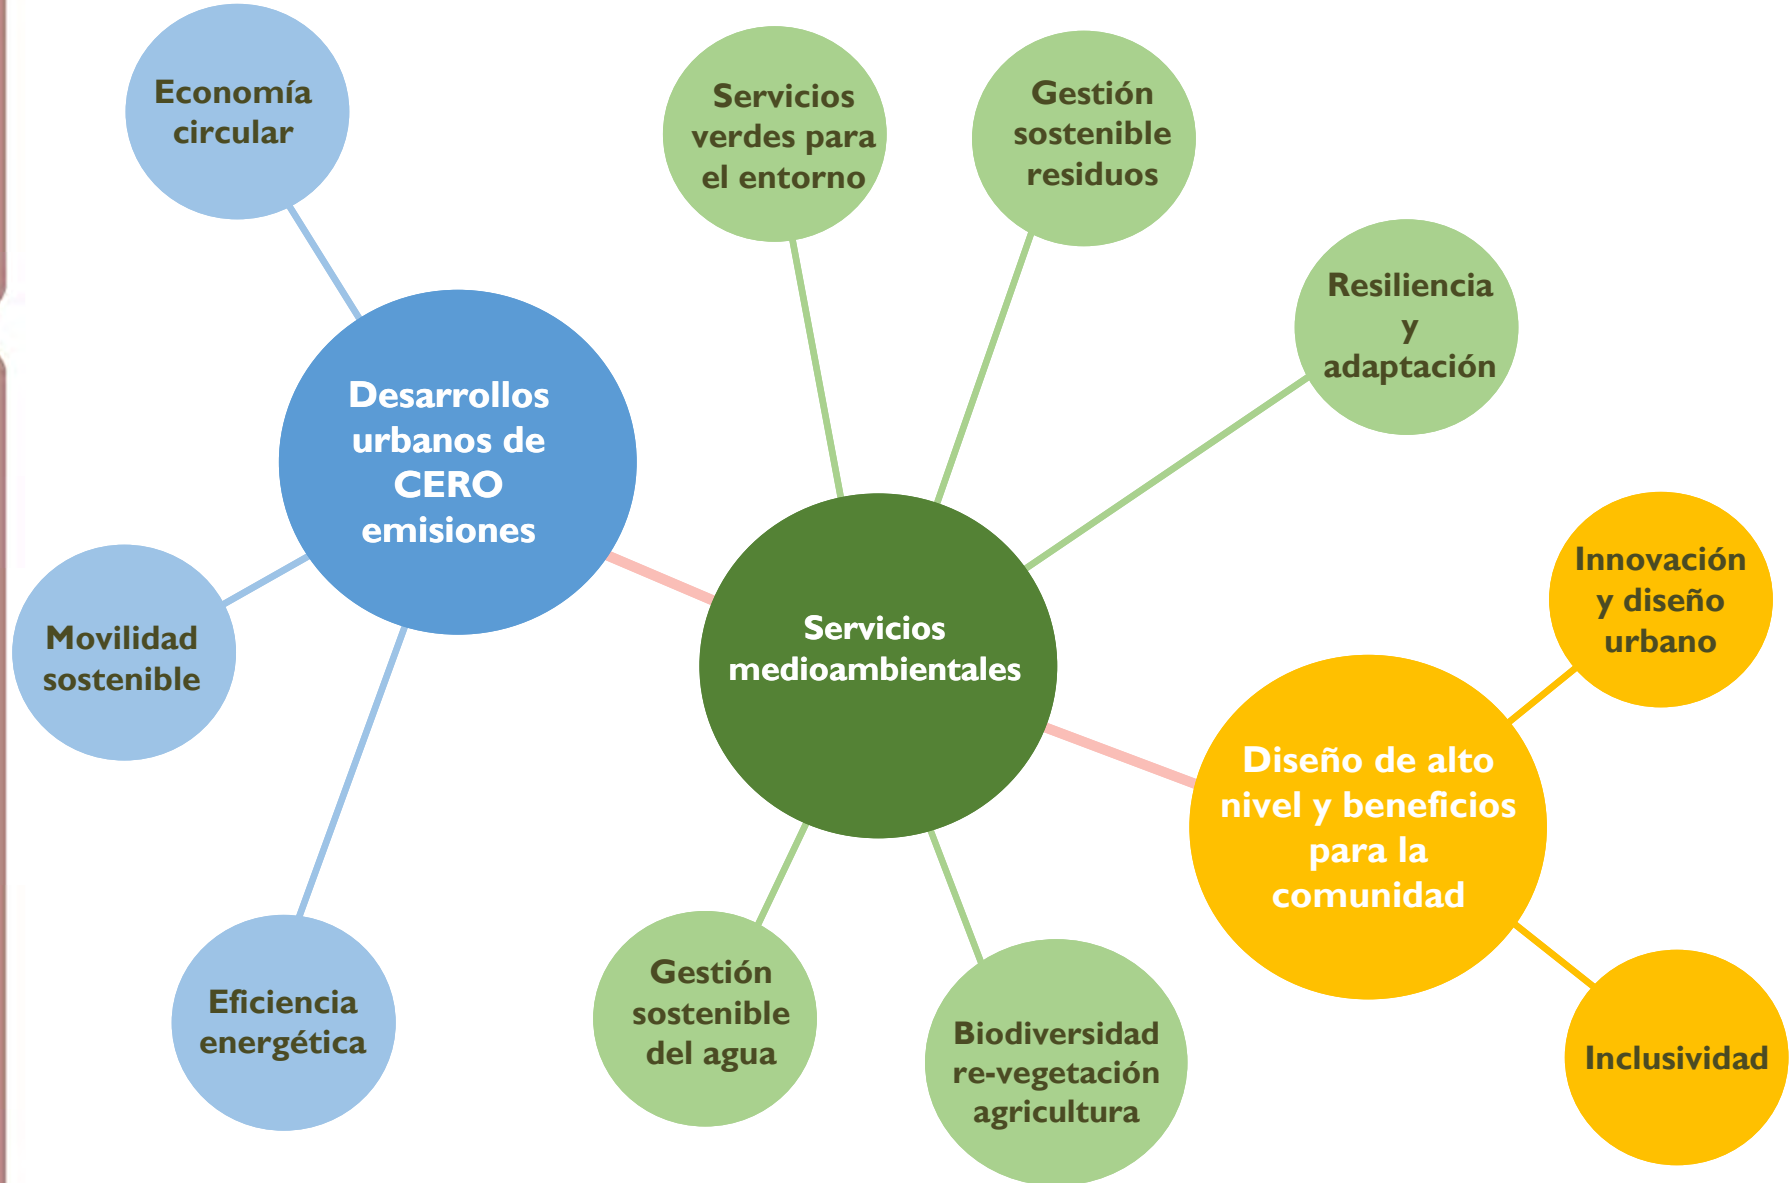 Economía
circular
Servicios
verdes para
el entorno
Gestión
sostenible
residuos
Resiliencia
y
adaptación
Desarrollos
urbanos de
CERO
emisiones
Innovación
y diseño
urbano
Movilidad
sostenible
Servicios
medioambientales
Diseño de alto
nivel y beneficios
para la
comunidad
Eficiencia
energética
Gestión
sostenible
del agua
Biodiversidad
re-vegetación
agricultura
Inclusividad